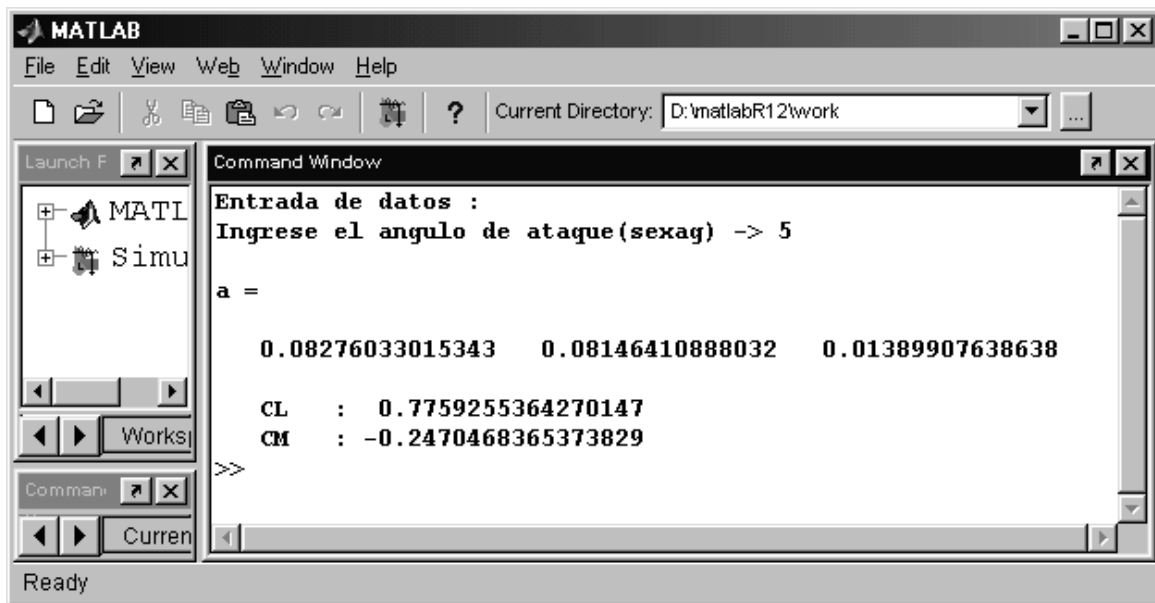 MATLAB
File Edit View Web Window Help
? Current Directory: D:\matlabR12\work ...
Launch F
Command Window
MATL
Simu
Entrada de datos :
Ingrese el angulo de ataque(sexag) -> 5
a =
0.08276033015343 0.08146410888032 0.01389907638638
CL : 0.7759255364270147
CM : -0.2470468365373829
>>
Works
Comman
Curren
Ready